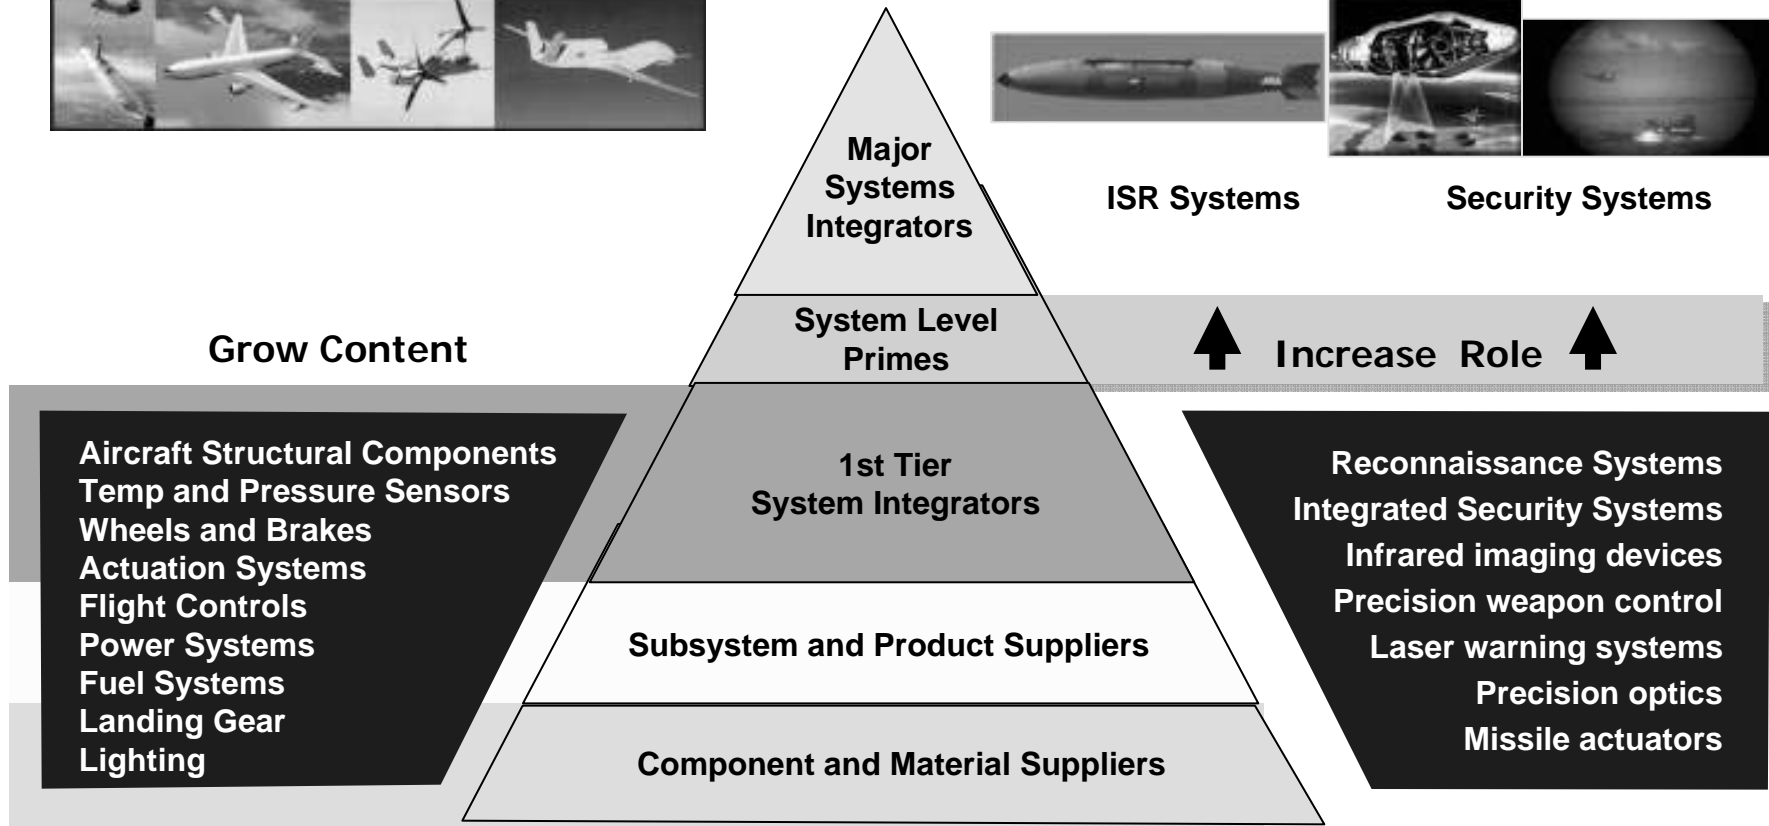 Major
Systems
Integrators
ISR Systems
Security Systems
System Level
Primes
Grow Content
Increase Role
1st Tier
System Integrators
Aircraft Structural Components
Temp and Pressure Sensors
Wheels and Brakes
Actuation Systems
Flight Controls
Power Systems
Fuel Systems
Landing Gear
Lighting
Reconnaissance Systems
Integrated Security Systems
Infrared imaging devices
Precision weapon control
Laser warning systems
Precision optics
Missile actuators
Subsystem and Product Suppliers
Component and Material Suppliers